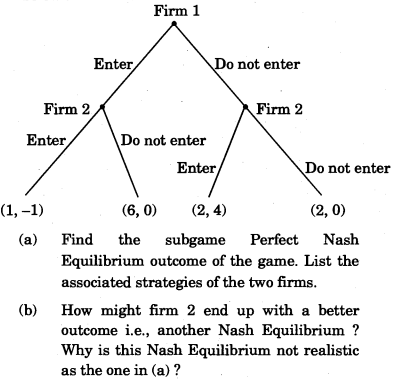 Firm 1
Enter
Do not enter
Firm 2
Firm 2
Enter
Do not enter
Enter
Do not enter
(1, –1)
(6, 0)
(2, 4)
(2, 0)
(a) Find the subgame Perfect Nash
Equilibrium outcome of the game. List the
associated strategies of the two firms.
(b) How might firm 2 end up with a better
outcome i.e., another Nash Equilibrium ?
Why is this Nash Equilibrium not realistic
as the one in (a) ?